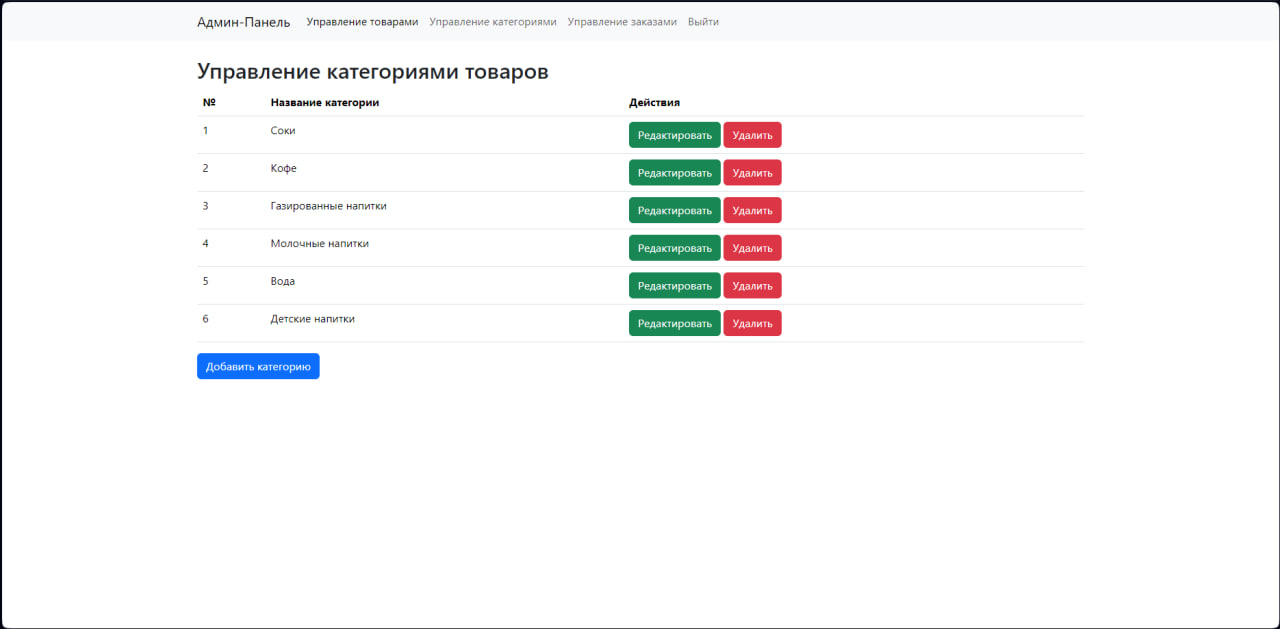 Админ-Панель Управление товарами Управление категориями Управление заказами Выйти
Управление категориями товаров
№ Название категории Действия
1 Соки Редактировать Удалить
2 Кофе Редактировать Удалить
3 Газированные напитки Редактировать Удалить
4 Молочные напитки Редактировать Удалить
5 Вода Редактировать Удалить
6 Детские напитки Редактировать Удалить
Добавить категорию